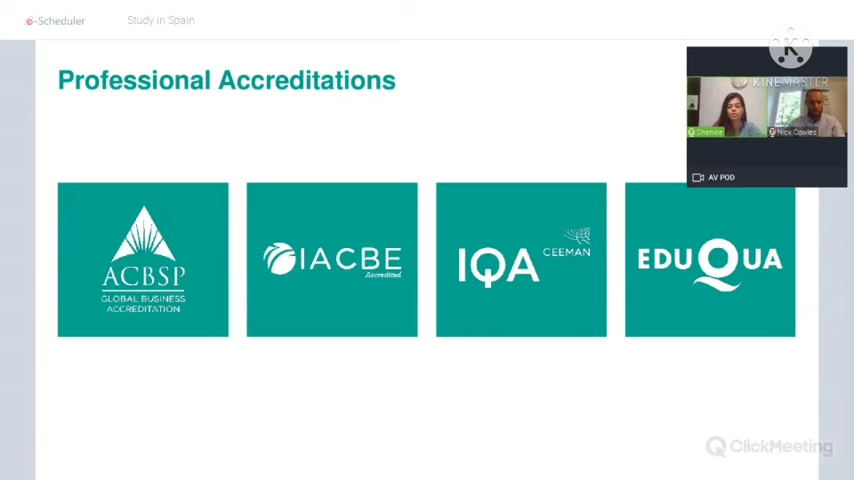 e-Scheduler
Study in Spain
Professional Accreditations
K
KINEMASTER
Shanice
Nick Cowles
AV POD
ACBSP
GLOBAL BUSINESS
ACCREDITATION
IACBE
Accredited
IQA
CEEMAN
EDUQUA
ClickMeeting